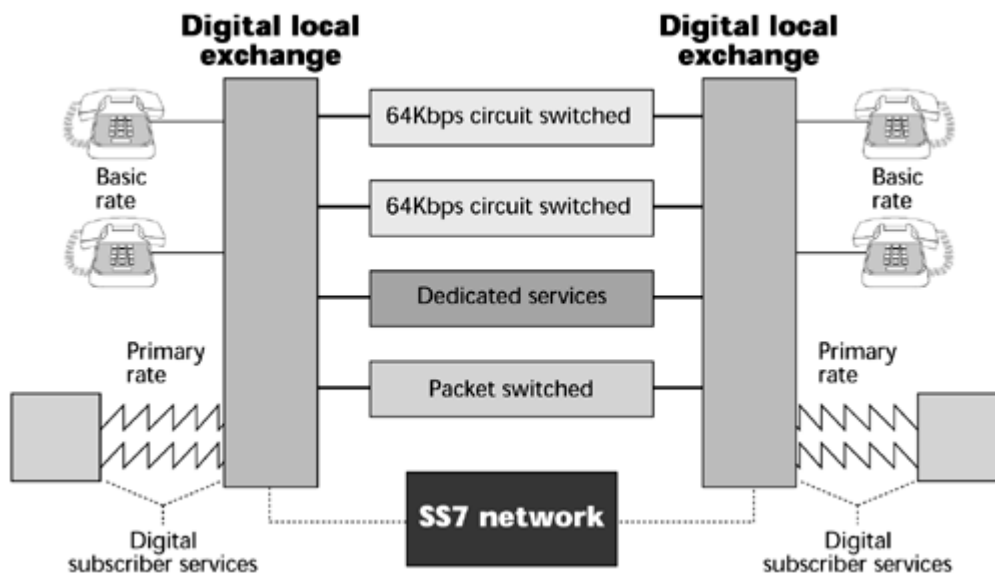 Digital local
exchange
Digital local
exchange
64Kbps circuit switched
Basic
rate
Basic
rate
64Kbps circuit switched
Dedicated services
Primary
rate
Primary
rate
Packet switched
SS7 network
Digital
subscriber services
Digital
subscriber services